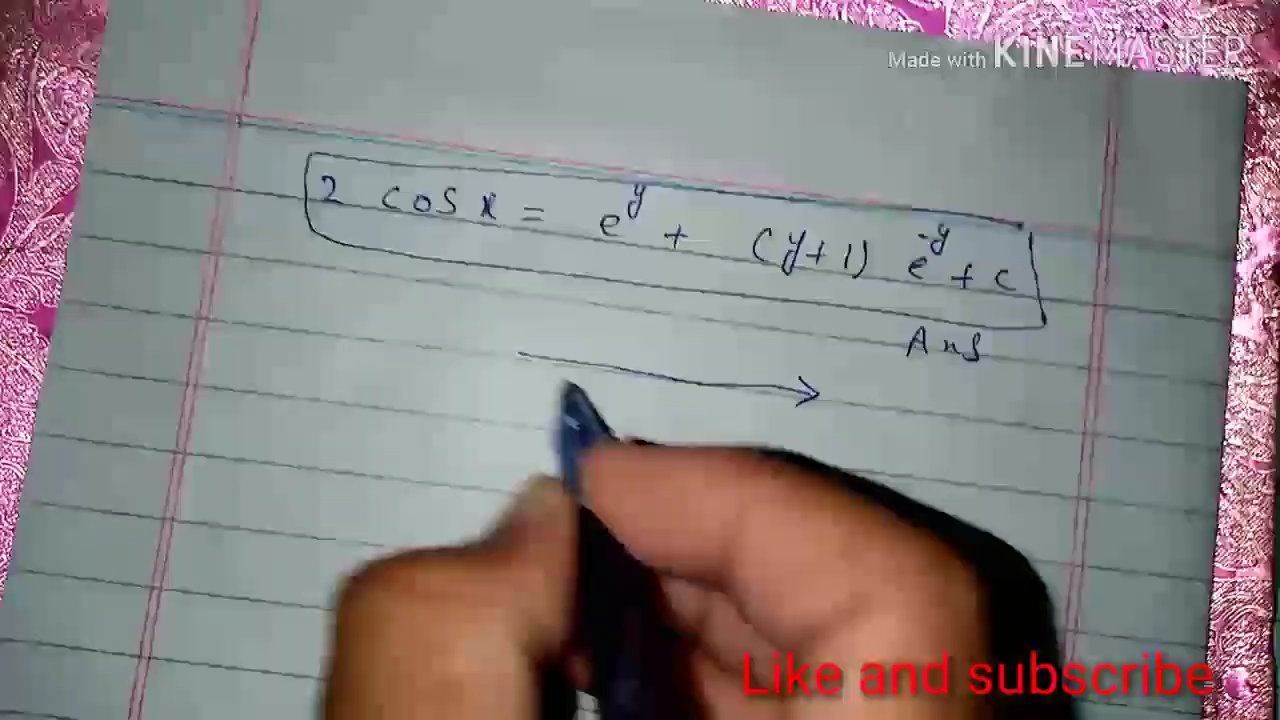 Made with KINEMASTER
2 cos x = e^y + (y+1) e^-y + c
Ans
Like and subscribe